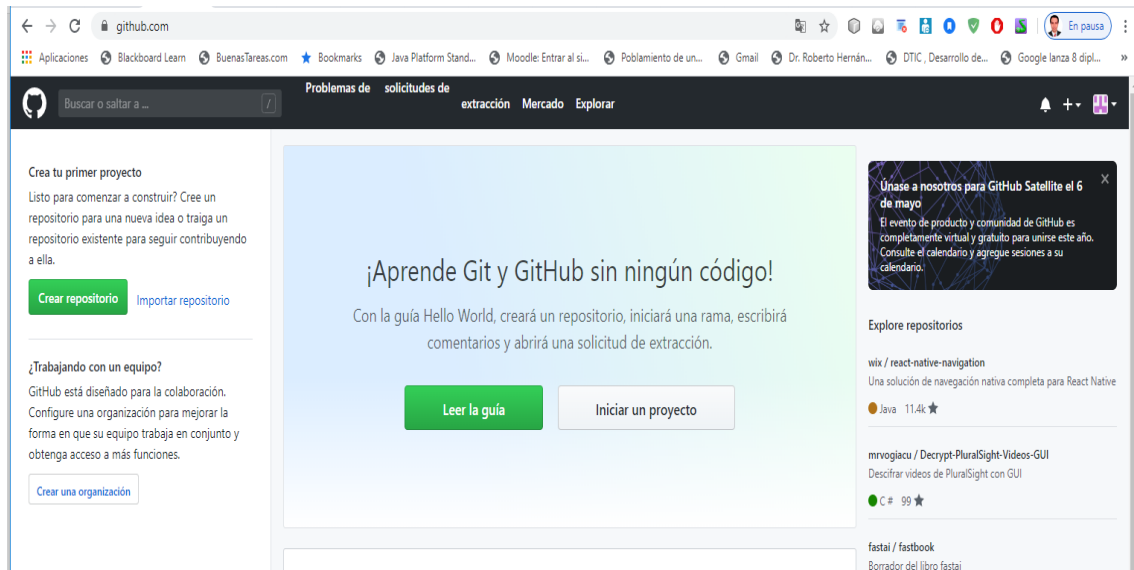 github.com
En pausa
Aplicaciones Blackboard Learn BuenasTareas.com Bookmarks Java Platform Stand... Moodle: Entrar al si... Poblamiento de un... Gmail Dr. Roberto Hernán... DTIC , Desarrollo de... Google lanza 8 dipl... »
Buscar o saltar a ... /
Problemas de solicitudes de
extracción Mercado Explorar
Crea tu primer proyecto
Listo para comenzar a construir? Cree un
repositorio para una nueva idea o traiga un
repositorio existente para seguir contribuyendo
a ella.
Crear repositorio Importar repositorio
¿Trabajando con un equipo?
GitHub está diseñado para la colaboración.
Configure una organización para mejorar la
forma en que su equipo trabaja en conjunto y
obtenga acceso a más funciones.
Crear una organización
¡Aprende Git y GitHub sin ningún código!
Con la guía Hello World, creará un repositorio, iniciará una rama, escribirá
comentarios y abrirá una solicitud de extracción.
Leer la guía Iniciar un proyecto
Únase a nosotros para GitHub Satellite el 6
de mayo
El evento de producto y comunidad de GitHub es
completamente virtual y gratuito para unirse este año.
Consulte el calendario y agregue sesiones a su
calendario.
Explore repositorios
wix / react-native-navigation
Una solución de navegación nativa completa para React Native
Java 11.4k
mrvogiacu / Decrypt-PluralSight-Videos-GUI
Descifrar videos de PluralSight con GUI
C # 99
fastai / fastbook
Borrador del libro fastai